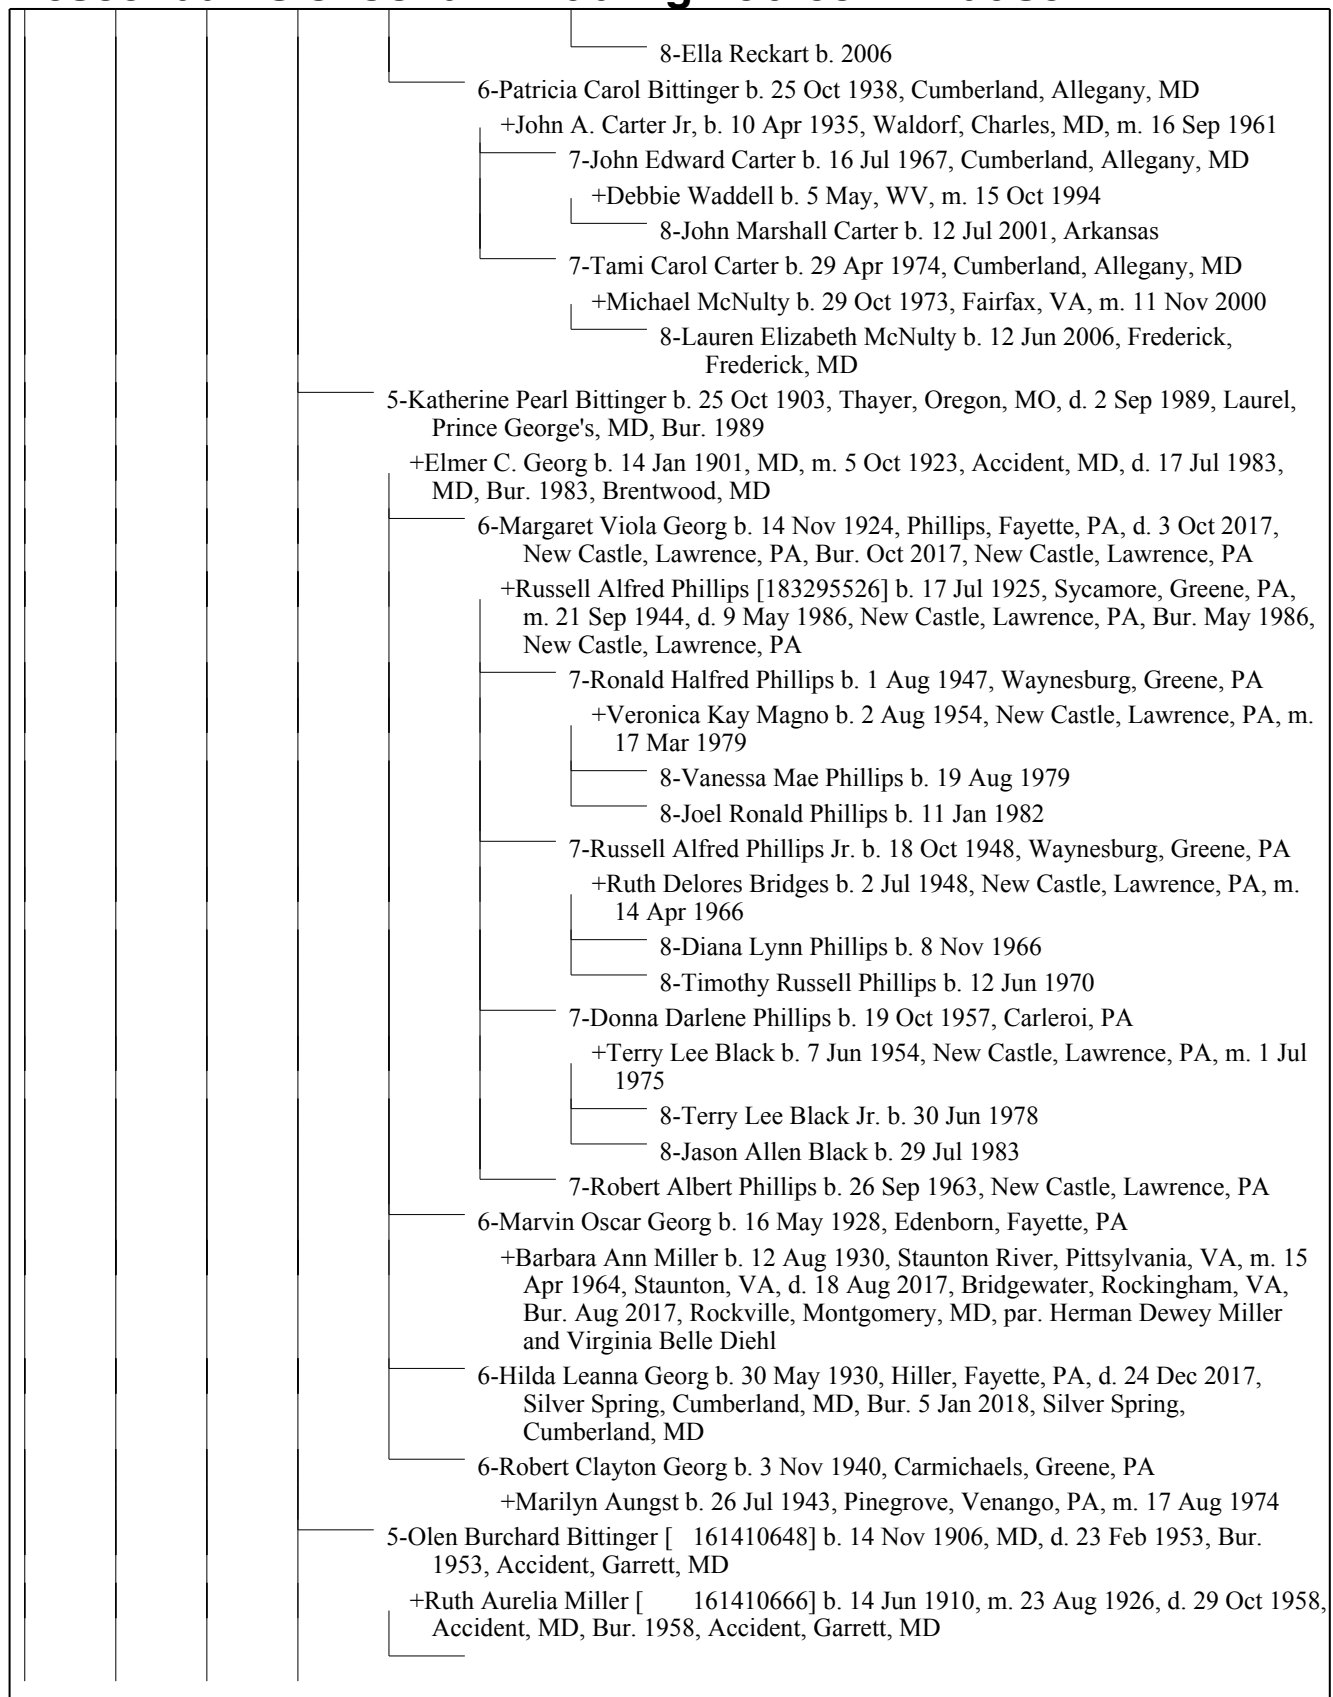 8-Ella Reckart b. 2006
6-Patricia Carol Bittinger b. 25 Oct 1938, Cumberland, Allegany, MD
+John A. Carter Jr, b. 10 Apr 1935, Waldorf, Charles, MD, m. 16 Sep 1961
7-John Edward Carter b. 16 Jul 1967, Cumberland, Allegany, MD
+Debbie Waddell b. 5 May, WV, m. 15 Oct 1994
8-John Marshall Carter b. 12 Jul 2001, Arkansas
7-Tami Carol Carter b. 29 Apr 1974, Cumberland, Allegany, MD
+Michael McNulty b. 29 Oct 1973, Fairfax, VA, m. 11 Nov 2000
8-Lauren Elizabeth McNulty b. 12 Jun 2006, Frederick,
Frederick, MD
5-Katherine Pearl Bittinger b. 25 Oct 1903, Thayer, Oregon, MO, d. 2 Sep 1989, Laurel,
Prince George's, MD, Bur. 1989
+Elmer C. Georg b. 14 Jan 1901, MD, m. 5 Oct 1923, Accident, MD, d. 17 Jul 1983,
MD, Bur. 1983, Brentwood, MD
6-Margaret Viola Georg b. 14 Nov 1924, Phillips, Fayette, PA, d. 3 Oct 2017,
New Castle, Lawrence, PA, Bur. Oct 2017, New Castle, Lawrence, PA
+Russell Alfred Phillips [183295526] b. 17 Jul 1925, Sycamore, Greene, PA,
m. 21 Sep 1944, d. 9 May 1986, New Castle, Lawrence, PA, Bur. May 1986,
New Castle, Lawrence, PA
7-Ronald Halfred Phillips b. 1 Aug 1947, Waynesburg, Greene, PA
+Veronica Kay Magno b. 2 Aug 1954, New Castle, Lawrence, PA, m.
17 Mar 1979
8-Vanessa Mae Phillips b. 19 Aug 1979
8-Joel Ronald Phillips b. 11 Jan 1982
7-Russell Alfred Phillips Jr. b. 18 Oct 1948, Waynesburg, Greene, PA
+Ruth Delores Bridges b. 2 Jul 1948, New Castle, Lawrence, PA, m.
14 Apr 1966
8-Diana Lynn Phillips b. 8 Nov 1966
8-Timothy Russell Phillips b. 12 Jun 1970
7-Donna Darlene Phillips b. 19 Oct 1957, Carleroi, PA
+Terry Lee Black b. 7 Jun 1954, New Castle, Lawrence, PA, m. 1 Jul
1975
8-Terry Lee Black Jr. b. 30 Jun 1978
8-Jason Allen Black b. 29 Jul 1983
7-Robert Albert Phillips b. 26 Sep 1963, New Castle, Lawrence, PA
6-Marvin Oscar Georg b. 16 May 1928, Edenborn, Fayette, PA
+Barbara Ann Miller b. 12 Aug 1930, Staunton River, Pittsylvania, VA, m. 15
Apr 1964, Staunton, VA, d. 18 Aug 2017, Bridgewater, Rockingham, VA,
Bur. Aug 2017, Rockville, Montgomery, MD, par. Herman Dewey Miller
and Virginia Belle Diehl
6-Hilda Leanna Georg b. 30 May 1930, Hiller, Fayette, PA, d. 24 Dec 2017,
Silver Spring, Cumberland, MD, Bur. 5 Jan 2018, Silver Spring,
Cumberland, MD
6-Robert Clayton Georg b. 3 Nov 1940, Carmichaels, Greene, PA
+Marilyn Aungst b. 26 Jul 1943, Pinegrove, Venango, PA, m. 17 Aug 1974
5-Olen Burchard Bittinger [ 161410648] b. 14 Nov 1906, MD, d. 23 Feb 1953, Bur.
1953, Accident, Garrett, MD
+Ruth Aurelia Miller [ 161410666] b. 14 Jun 1910, m. 23 Aug 1926, d. 29 Oct 1958,
Accident, MD, Bur. 1958, Accident, Garrett, MD